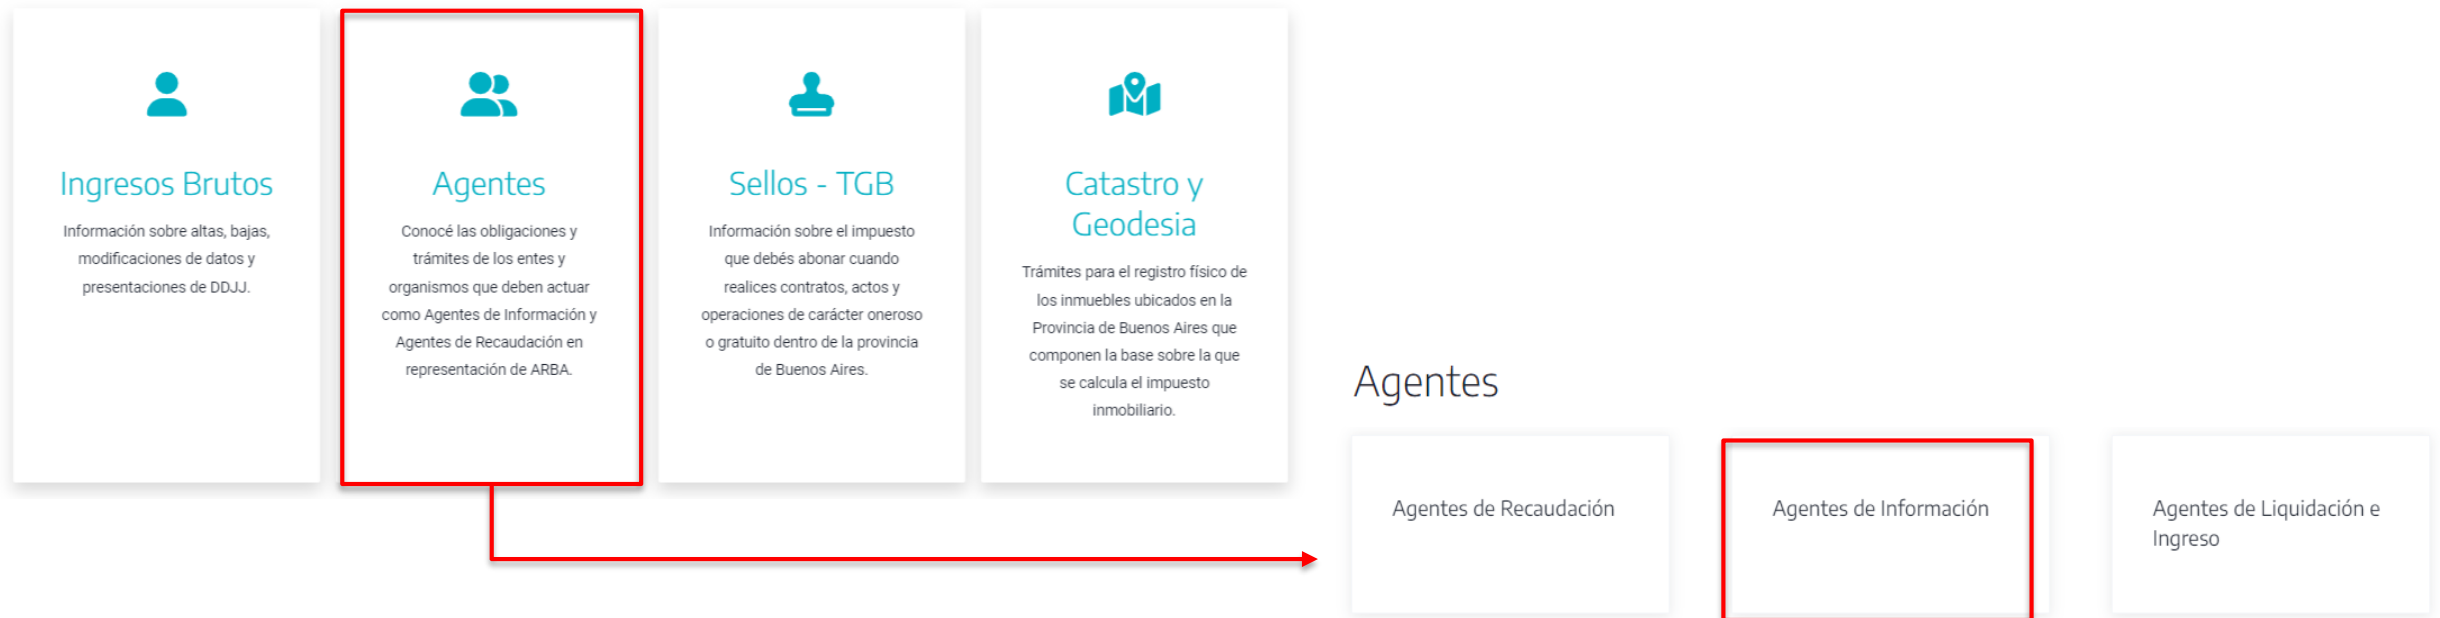 Ingresos Brutos
Información sobre altas, bajas,
modificaciones de datos y
presentaciones de DDJJ.
Agentes
Conocé las obligaciones y
trámites de los entes y
organismos que deben actuar
como Agentes de Información y
Agentes de Recaudación en
representación de ARBA.
Sellos - TGB
Información sobre el impuesto
que debés abonar cuando
realices contratos, actos y
operaciones de carácter oneroso
o gratuito dentro de la provincia
de Buenos Aires.
Catastro y
Geodesia
Trámites para el registro físico de
los inmuebles ubicados en la
Provincia de Buenos Aires que
componen la base sobre la que
se calcula el impuesto
inmobiliario.
Agentes
Agentes de Recaudación
Agentes de Información
Agentes de Liquidación e
Ingreso